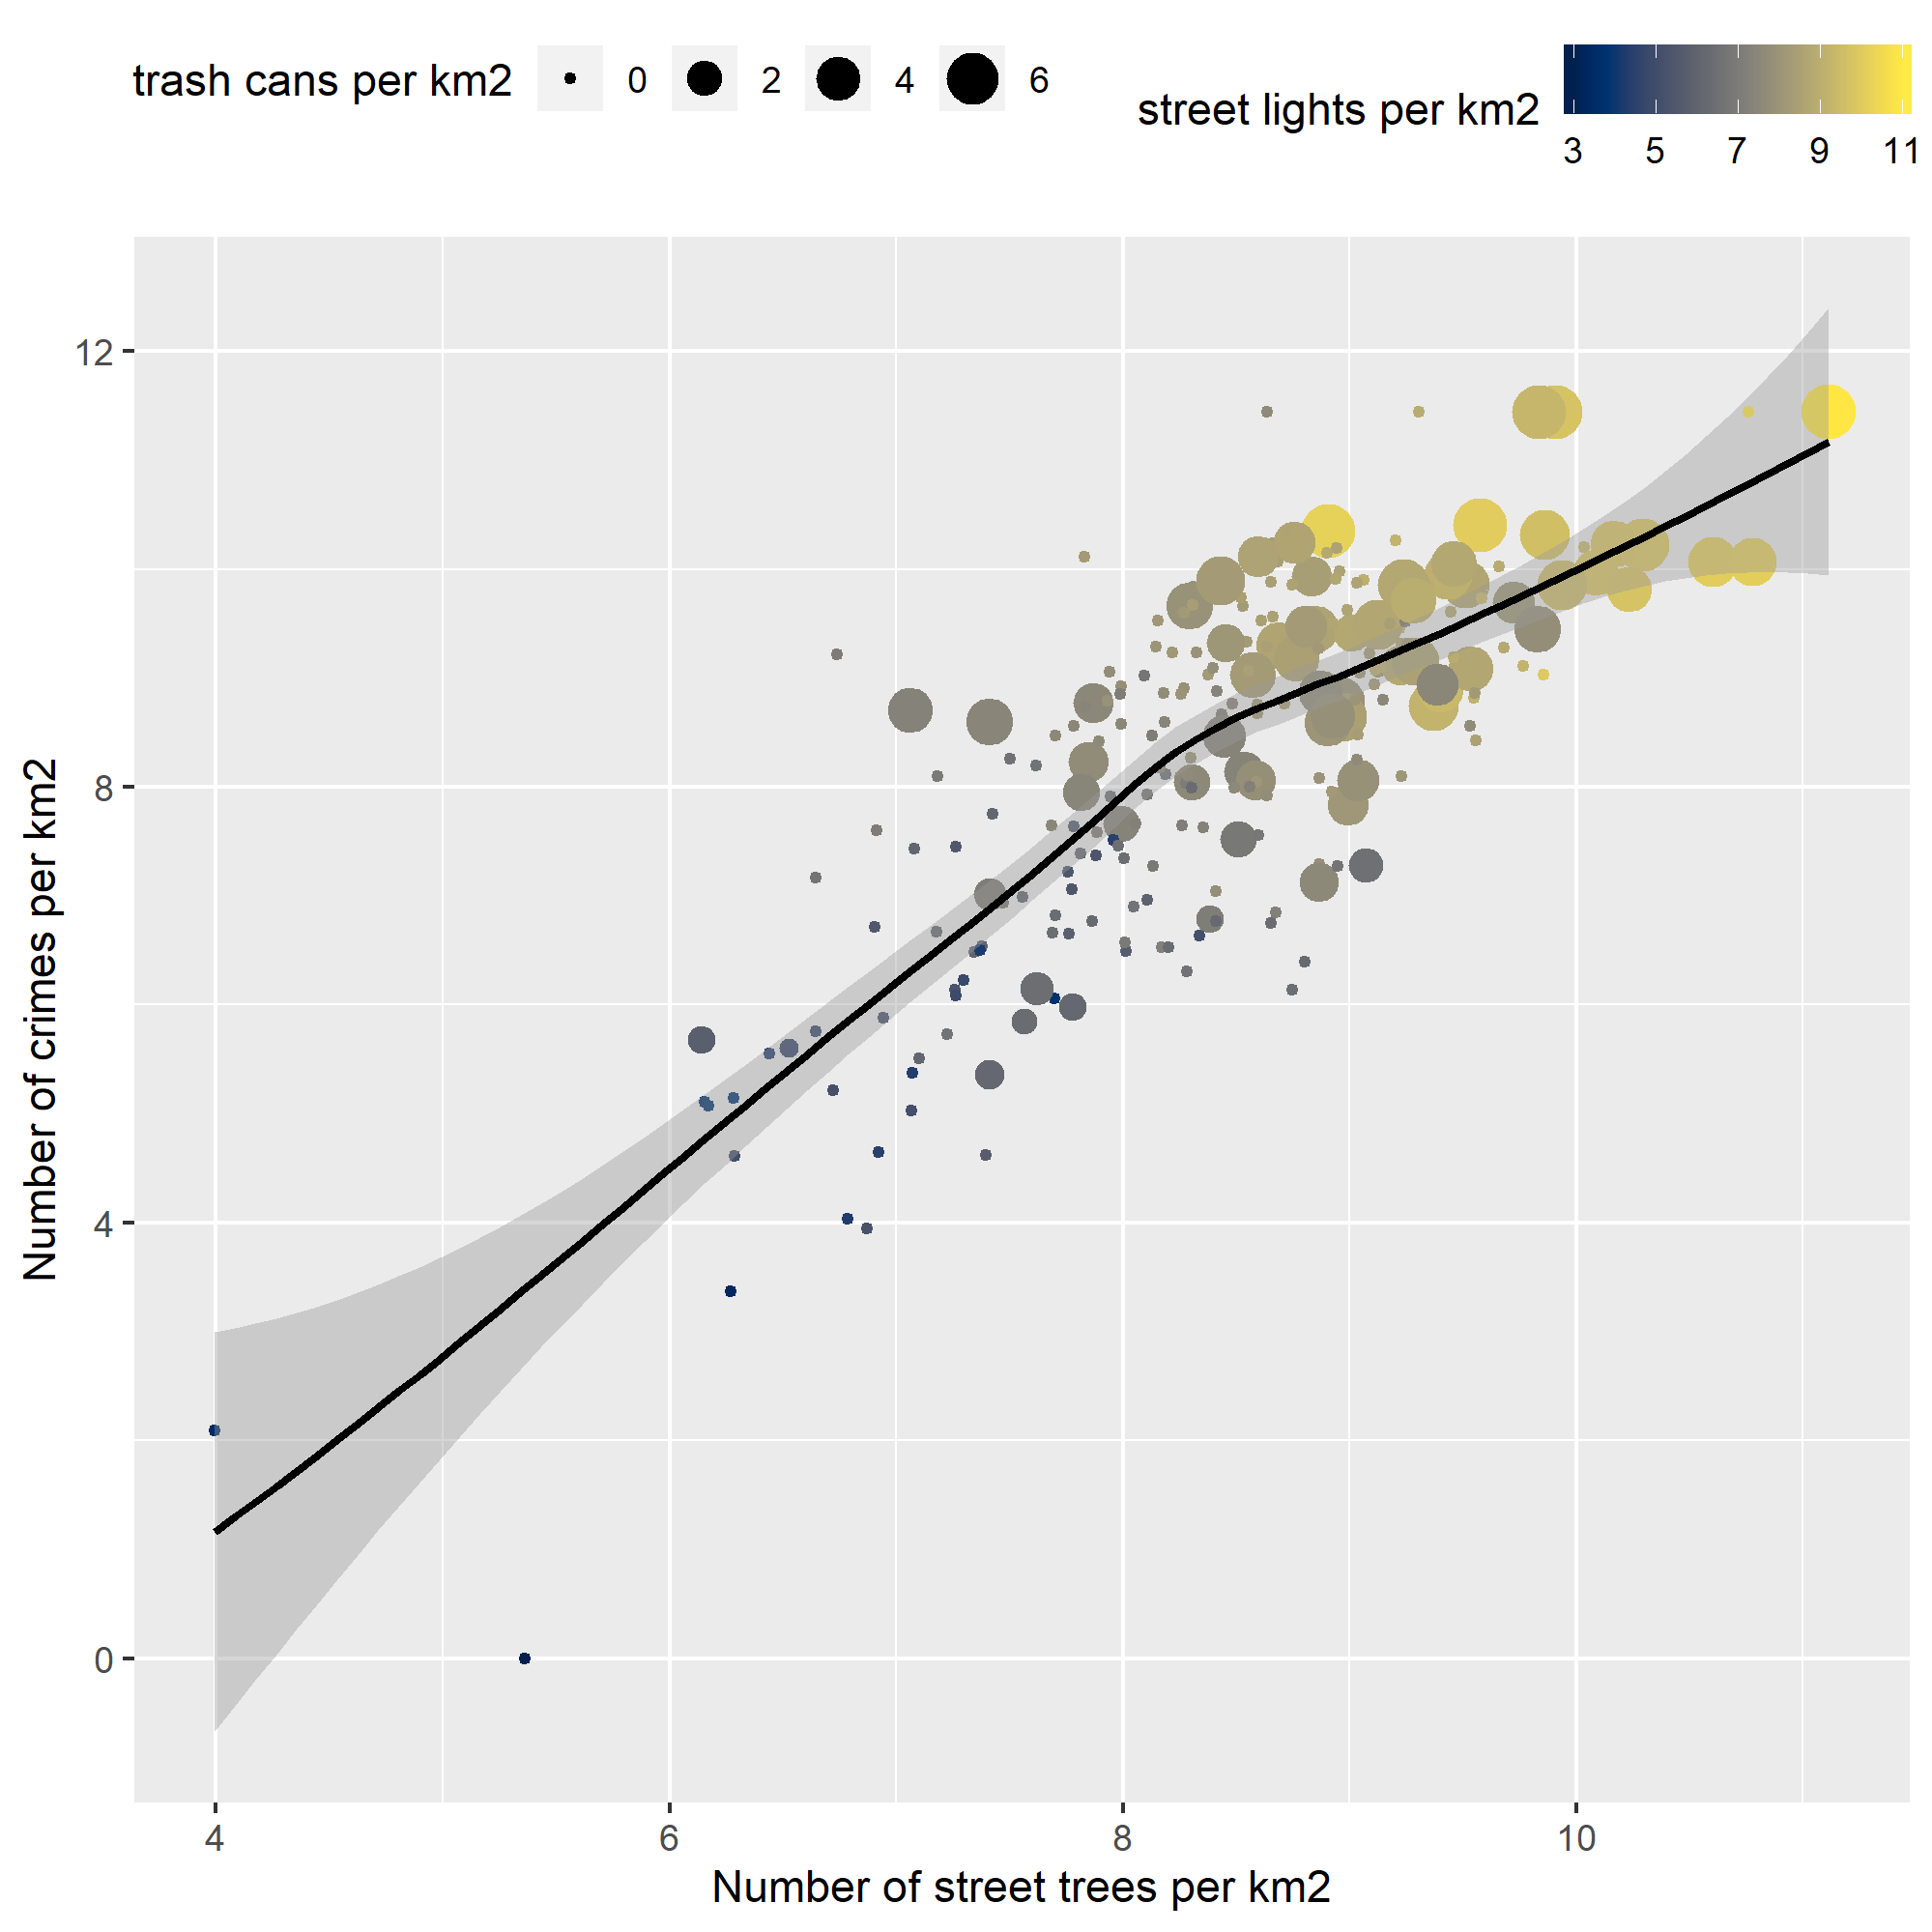 trash cans per km2 0 2 4 6
street lights per km2
3 5 7 9 11
Number of crimes per km2
12
8
4
0
4 6 8 10
Number of street trees per km2